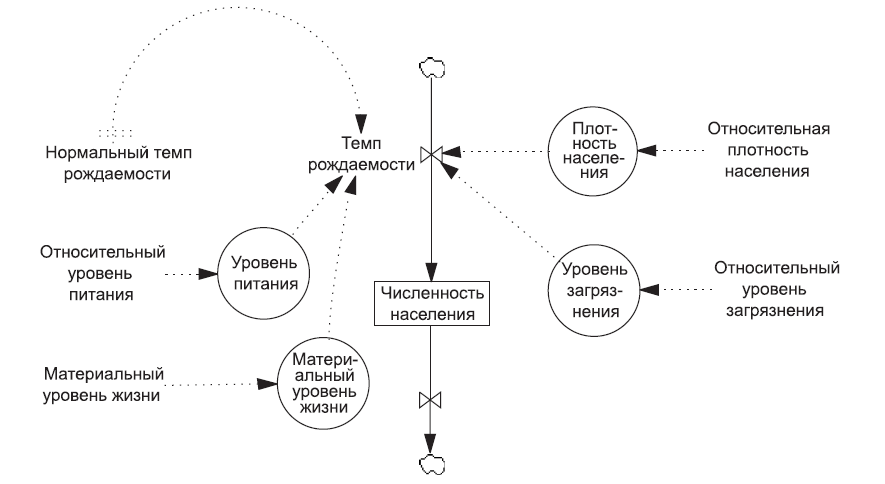 Нормальный темп
рождаемости
Темп
рождаемости
Плот-
ность
населе-
ния
Относительная
плотность
населения
Относительный
уровень
питания
Уровень
питания
Численность
населения
Уровень
загряз-
нения
Относительный
уровень
загрязнения
Материальный
уровень жизни
Матери-
альный
уровень
жизни